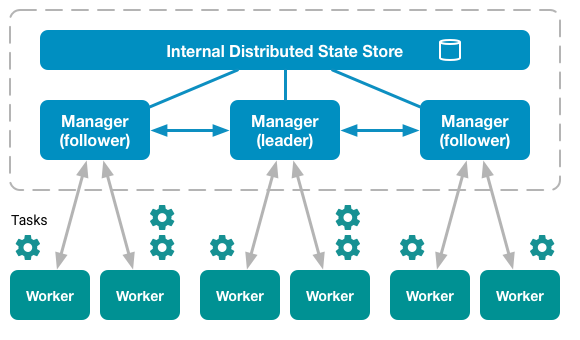 Internal Distributed State Store
Manager
(follower)
Manager
(leader)
Manager
(follower)
Tasks
Worker
Worker
Worker
Worker
Worker
Worker